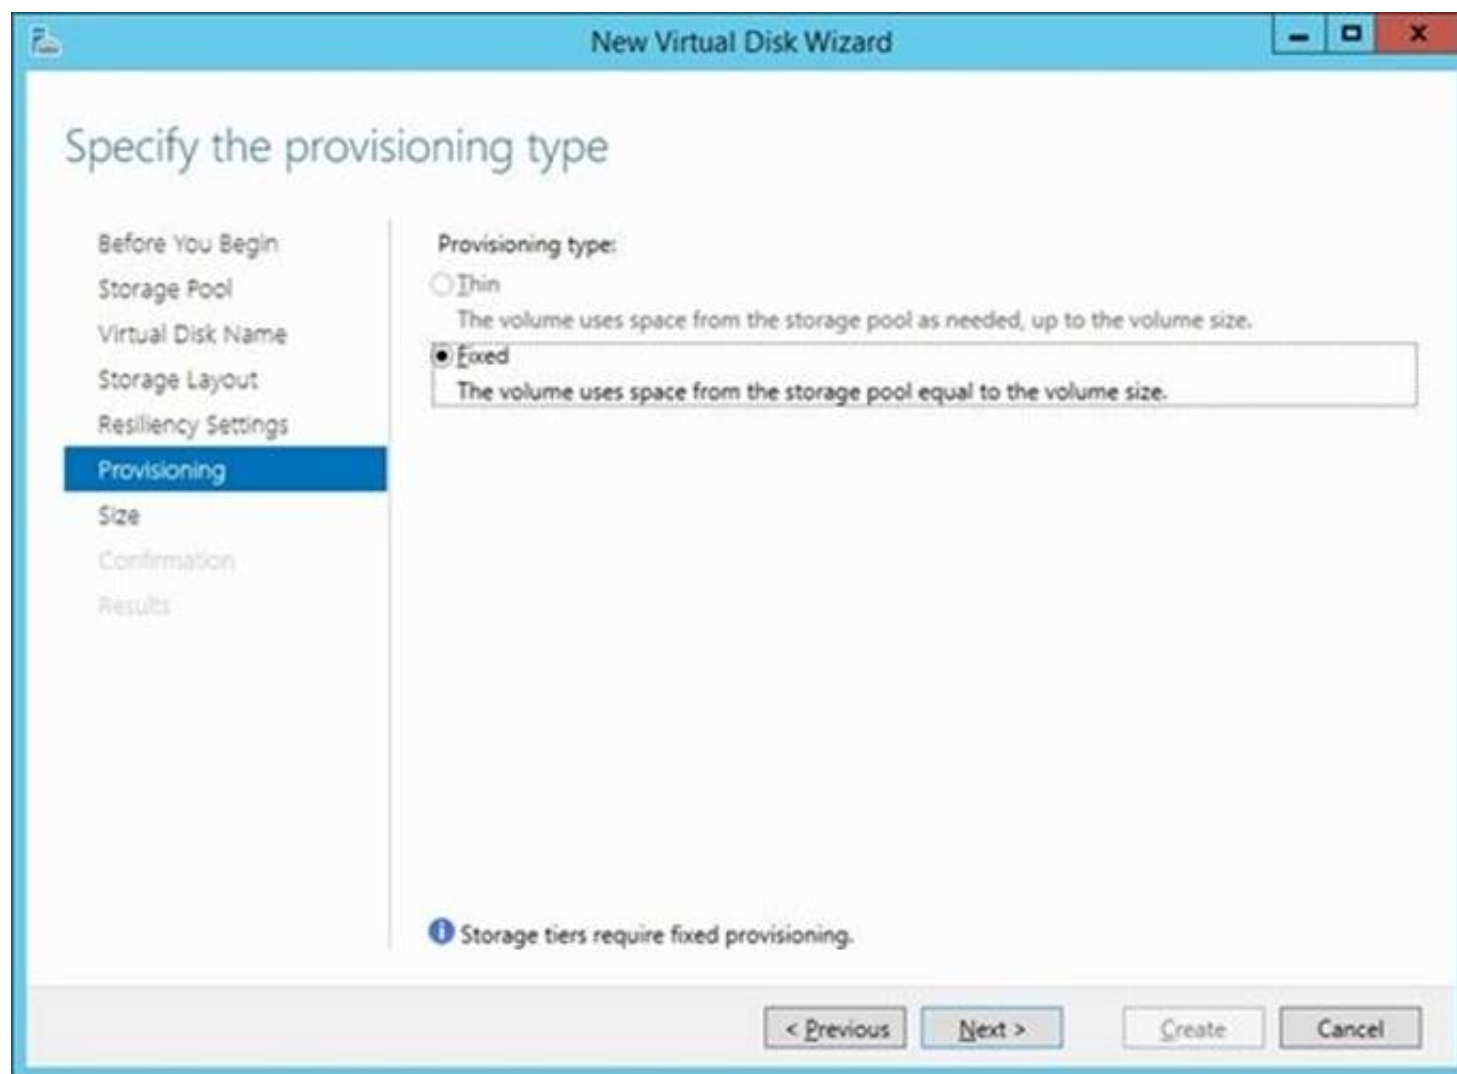 New Virtual Disk Wizard
Specify the provisioning type
Before You Begin
Storage Pool
Virtual Disk Name
Storage Layout
Resiliency Settings
Provisioning
Size
Confirmation
Results
Provisioning type:
Thin
The volume uses space from the storage pool as needed, up to the volume size.
Fixed
The volume uses space from the storage pool equal to the volume size.
Storage tiers require fixed provisioning.
< Previous
Next >
Create
Cancel